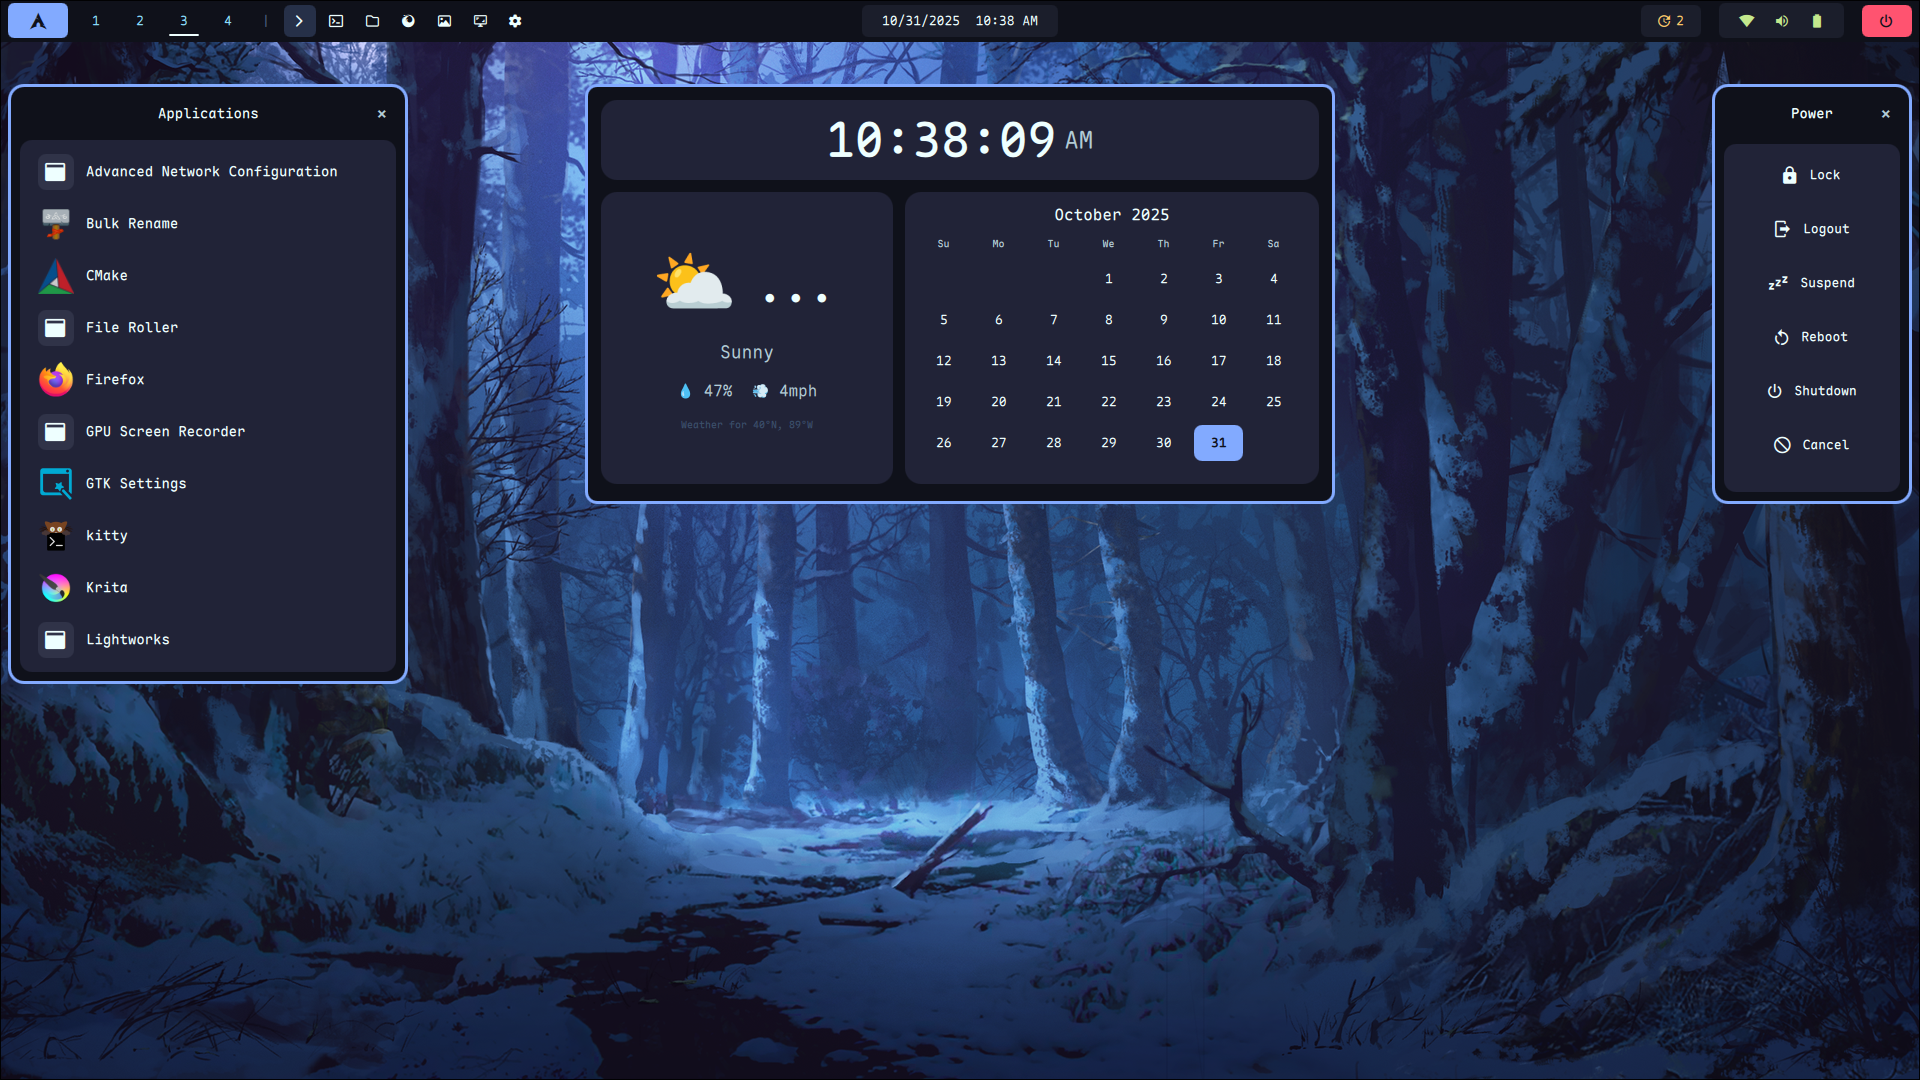 1 2 3 4 |
10/31/2025 10:38 AM
2
Applications ×
Advanced Network Configuration
Bulk Rename
CMake
File Roller
Firefox
GPU Screen Recorder
GTK Settings
kitty
Krita
Lightworks
10:38:09 AM
...
Sunny
47% 4mph
Weather for 40°N, 89°W
October 2025
Su Mo Tu We Th Fr Sa
1 2 3 4
5 6 7 8 9 10 11
12 13 14 15 16 17 18
19 20 21 22 23 24 25
26 27 28 29 30 31
Power ×
Lock
Logout
zzz Suspend
Reboot
Shutdown
Cancel